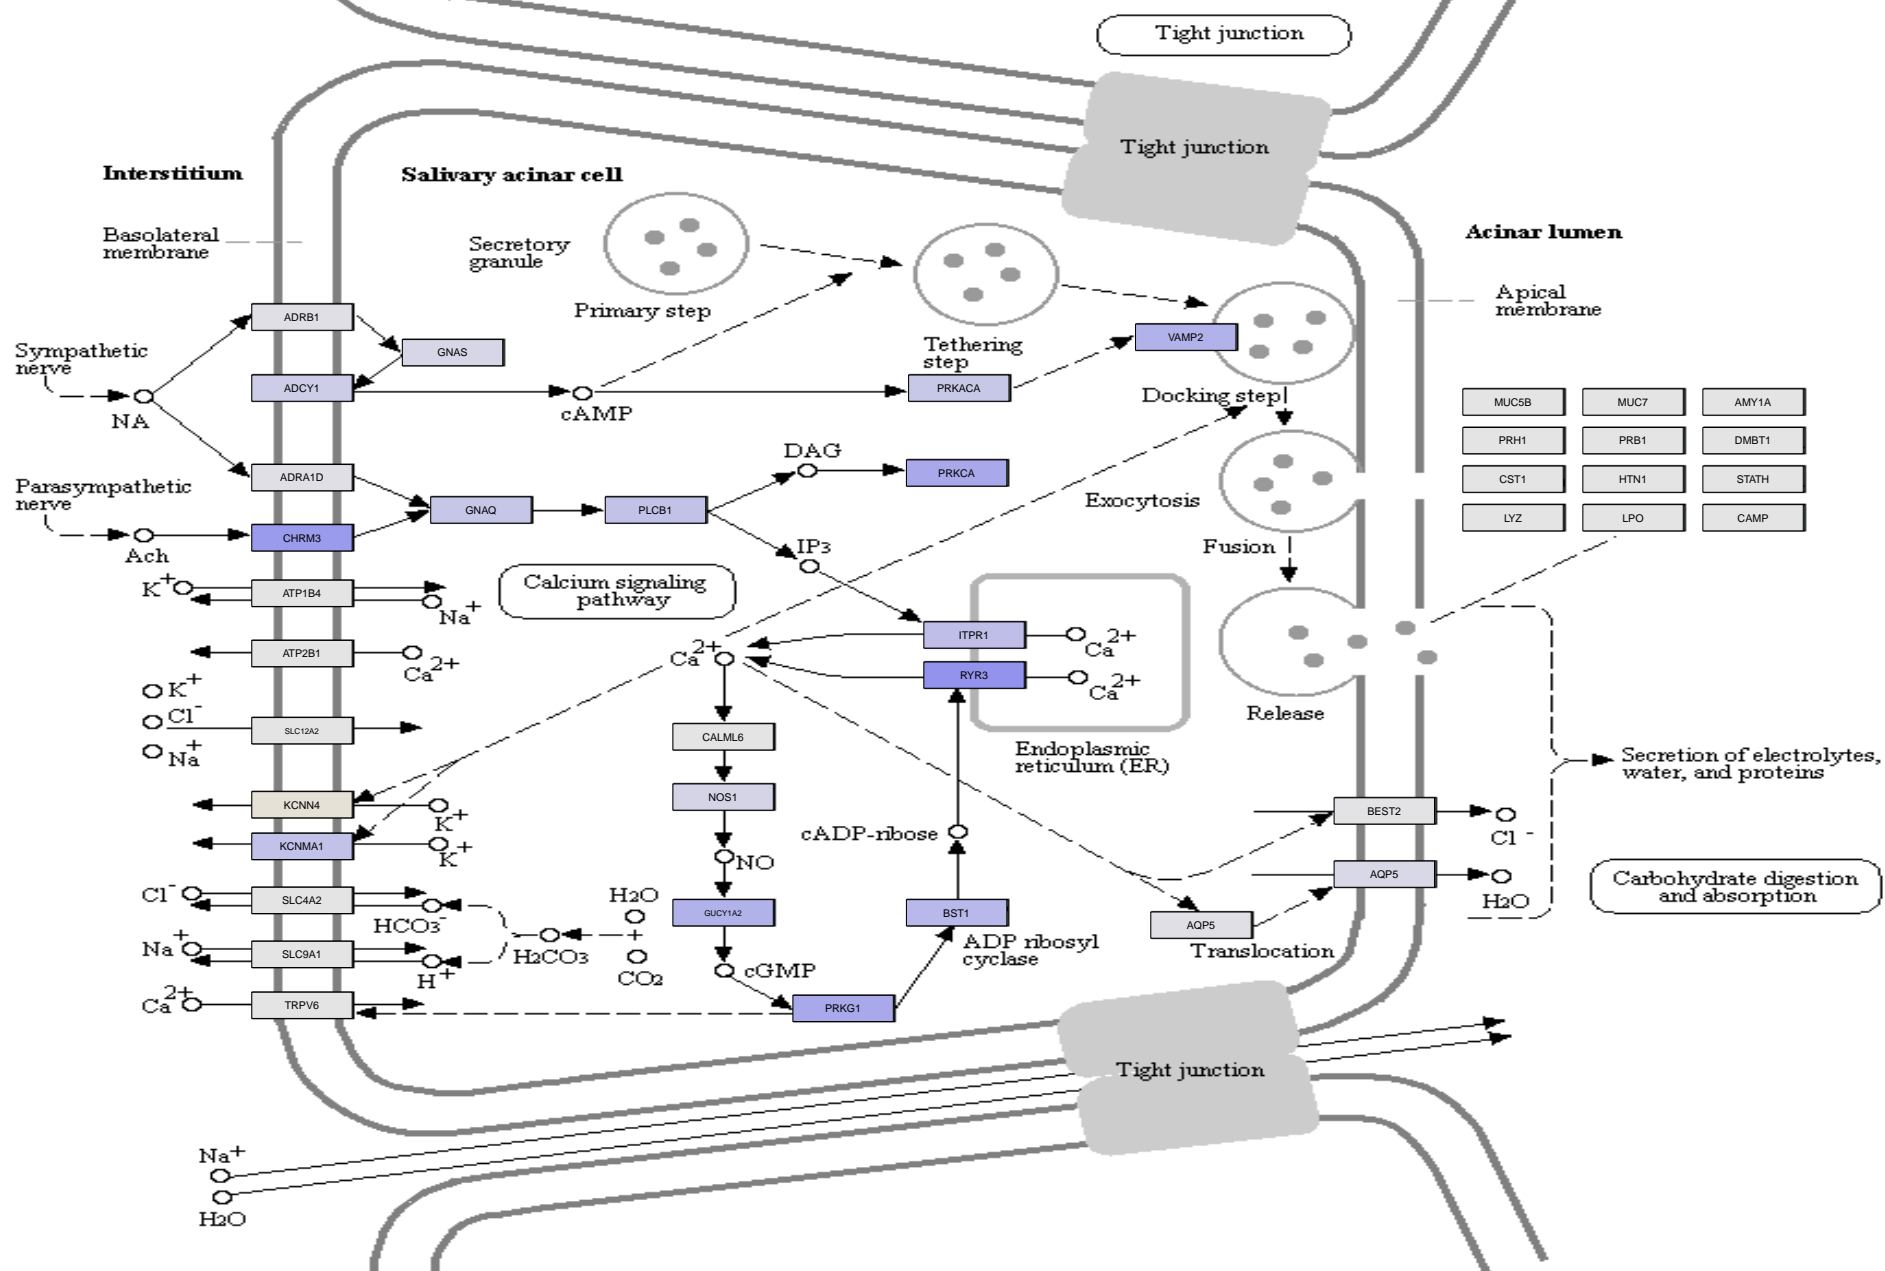 Tight junction
Tight junction
Interstitium
Salivary acinar cell
Acinar lumen
Basolateral
membrane
Secretory
granule
Primary step
Tethering
step
Apical
membrane
ADRB1
GNAS
VAMP2
Sympathetic
nerve
ADCY1
PRKACA
Docking step
NA
cAMP
MUC5B
MUC7
AMY1A
PRH1
PRB1
DMBT1
CST1
HTN1
STATH
LYZ
LPO
CAMP
DAG
ADRA1D
PRKCA
Parasympathetic
nerve
GNAQ
PLCB1
Exocytosis
CHRM3
Ach
IP3
Fusion
K+
ATP1B4
Na+
Calcium signaling
pathway
ITPR1
Ca2+
ATP2B1
Ca2+
Ca2+
RYR3
Ca2+
K+
Cl-
Na+
SLC12A2
Release
CALML6
Endoplasmic
reticulum (ER)
Secretion of electrolytes,
water, and proteins
KCNN4
K+
NOS1
BEST2
Cl -
KCNMA1
K+
cADP-ribose
NO
AQP5
H2O
Carbohydrate digestion
and absorption
Cl-
SLC4A2
HCO3-
H2O
GUCY1A2
BST1
AQP5
Translocation
Na+
SLC9A1
H+
H2CO3
+
CO2
ADP ribosyl
cyclase
cGMP
Ca2+
TRPV6
PRKG1
Tight junction
Na+
H2O